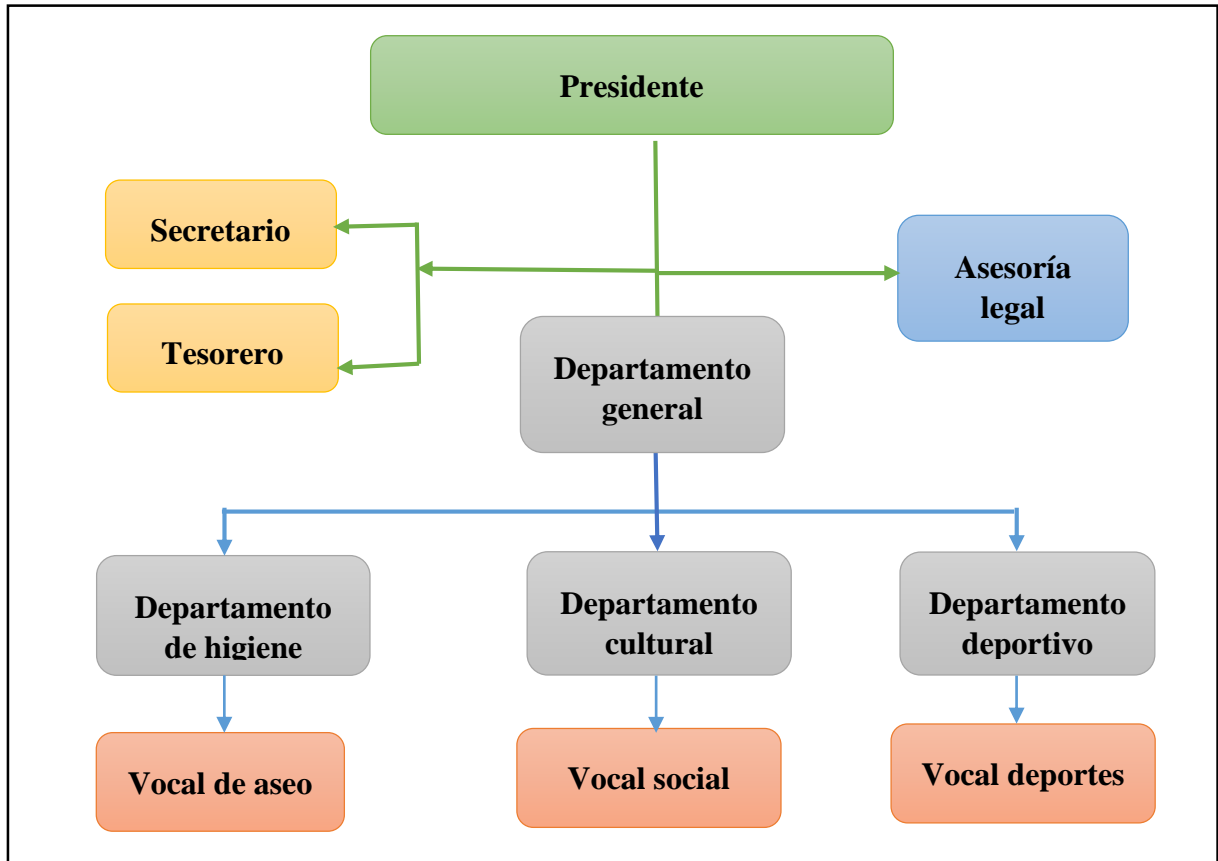 Presidente
Secretario
Asesoría
legal
Tesorero
Departamento
general
Departamento
de higiene
Departamento
cultural
Departamento
deportivo
Vocal de aseo
Vocal social
Vocal deportes